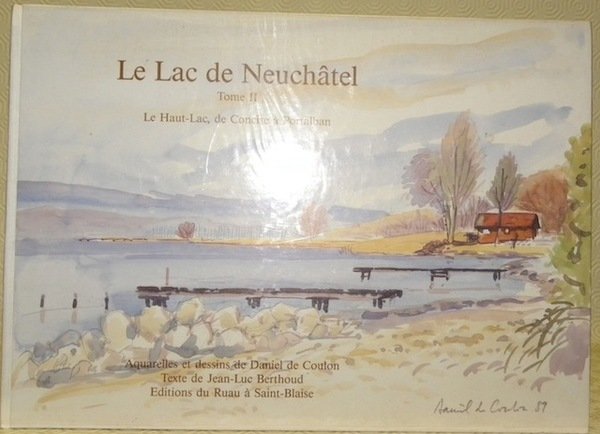 Le Lac de Neuchâtel
Tome II
Le Haut-Lac, de Concise à Portalban
Aquarelles et dessins de Daniel de Coulon
Texte de Jean-Luc Berthoud
Editions du Ruau à Saint-Blaise
Daniel de Coulon 89